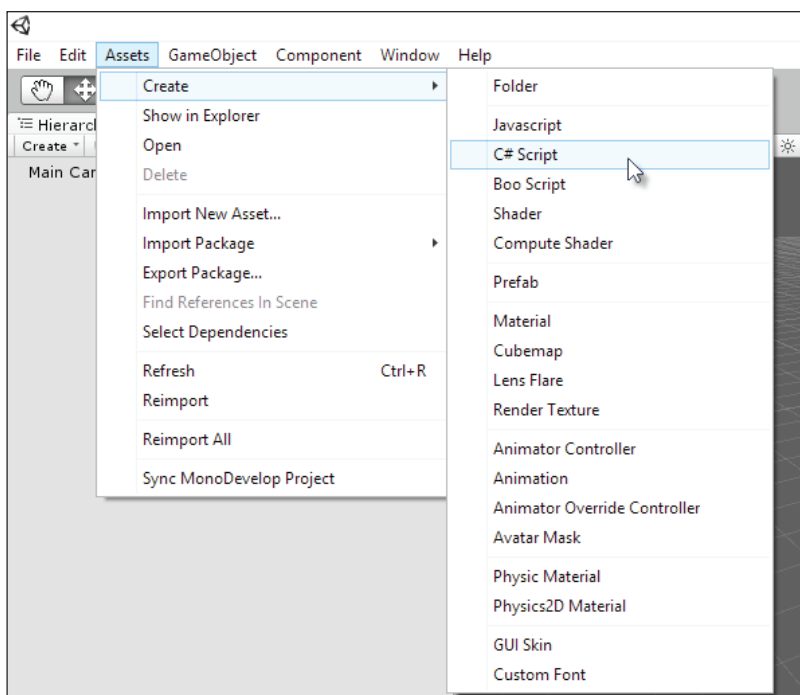 File Edit Assets GameObject Component Window Help
Create
Show in Explorer
Open
Delete
Import New Asset...
Import Package
Export Package...
Find References In Scene
Select Dependencies
Refresh Ctrl+R
Reimport
Reimport All
Sync MonoDevelop Project
Folder
Javascript
C# Script
Boo Script
Shader
Compute Shader
Prefab
Material
Cubemap
Lens Flare
Render Texture
Animator Controller
Animation
Animator Override Controller
Avatar Mask
Physic Material
Physics2D Material
GUI Skin
Custom Font
Hierarc
Create
Main Car